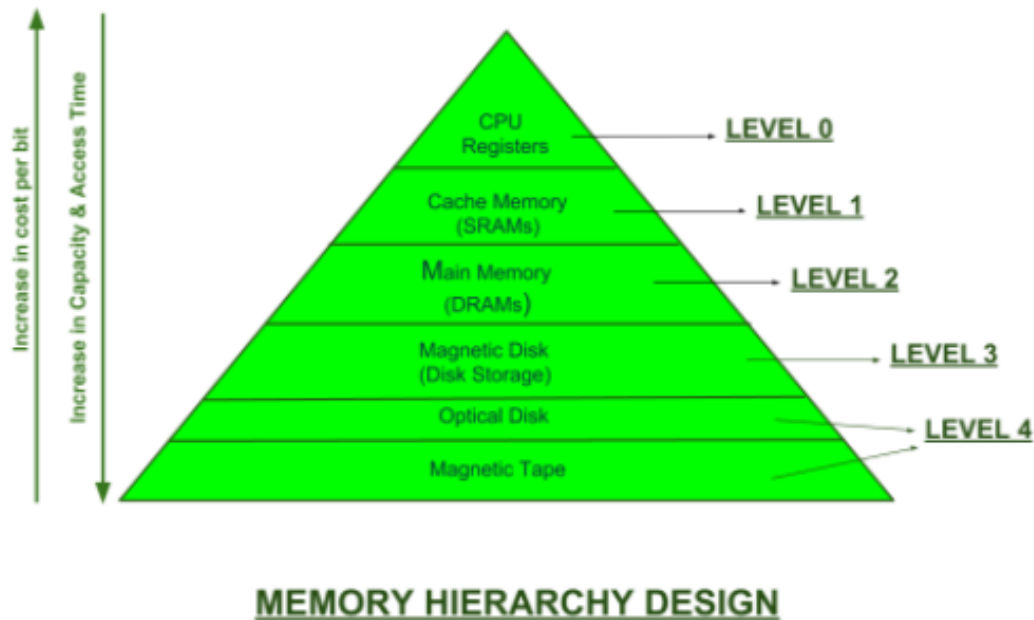 Increase in cost per bit
Increase in Capacity & Access Time
CPU
Registers
LEVEL 0
Cache Memory
(SRAMs)
LEVEL 1
Main Memory
(DRAMs)
LEVEL 2
Magnetic Disk
(Disk Storage)
LEVEL 3
Optical Disk
LEVEL 4
Magnetic Tape
MEMORY HIERARCHY DESIGN